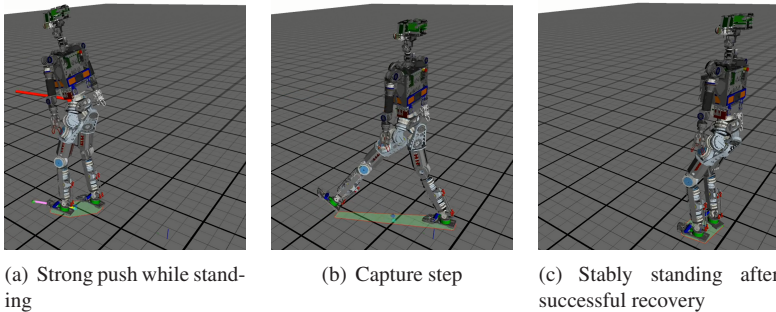 (a) Strong push while stand-
ing
(b) Capture step
(c) Stably standing after
successful recovery